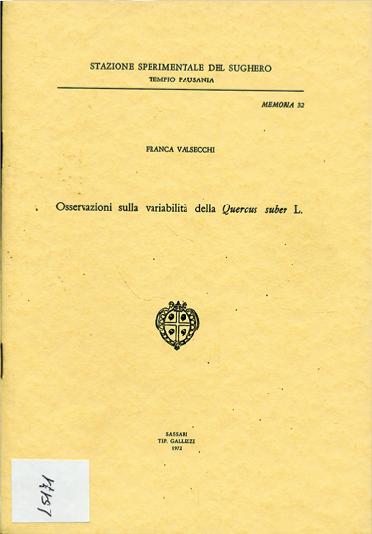 STAZIONE SPERIMENTALE DEL SUGHERO
TEMPIO PAUSANIA
MEMORIA 32
FRANCA VALSECCHI
Osservazioni sulla variabilità della Quercus suber L.
SASSARI
TIP. GALLIZZI
1972